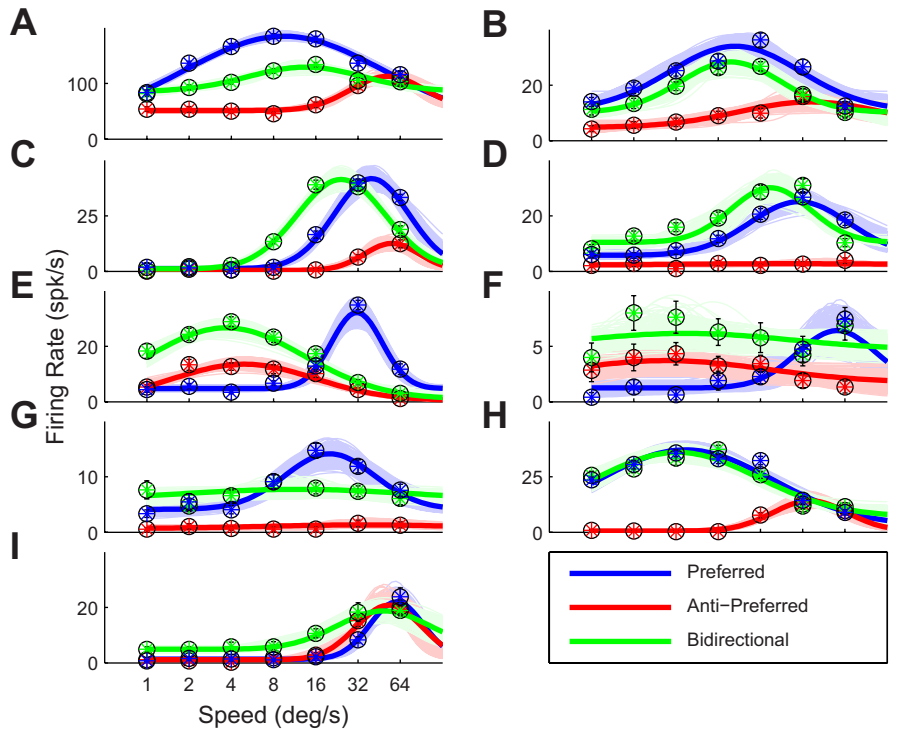 A
B
100
0
20
0
C
D
25
0
20
0
E
F
20
0
5
0
G
H
10
0
25
0
I
20
0
1 2 4 8 16 32 64
Speed (deg/s)
Firing Rate (spk/s)
Preferred
Anti−Preferred
Bidirectional